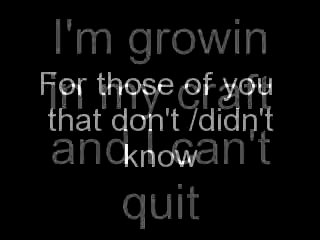 I'm growin
For those of you
in my craft
that don't /didn't
and I can't
know
quit